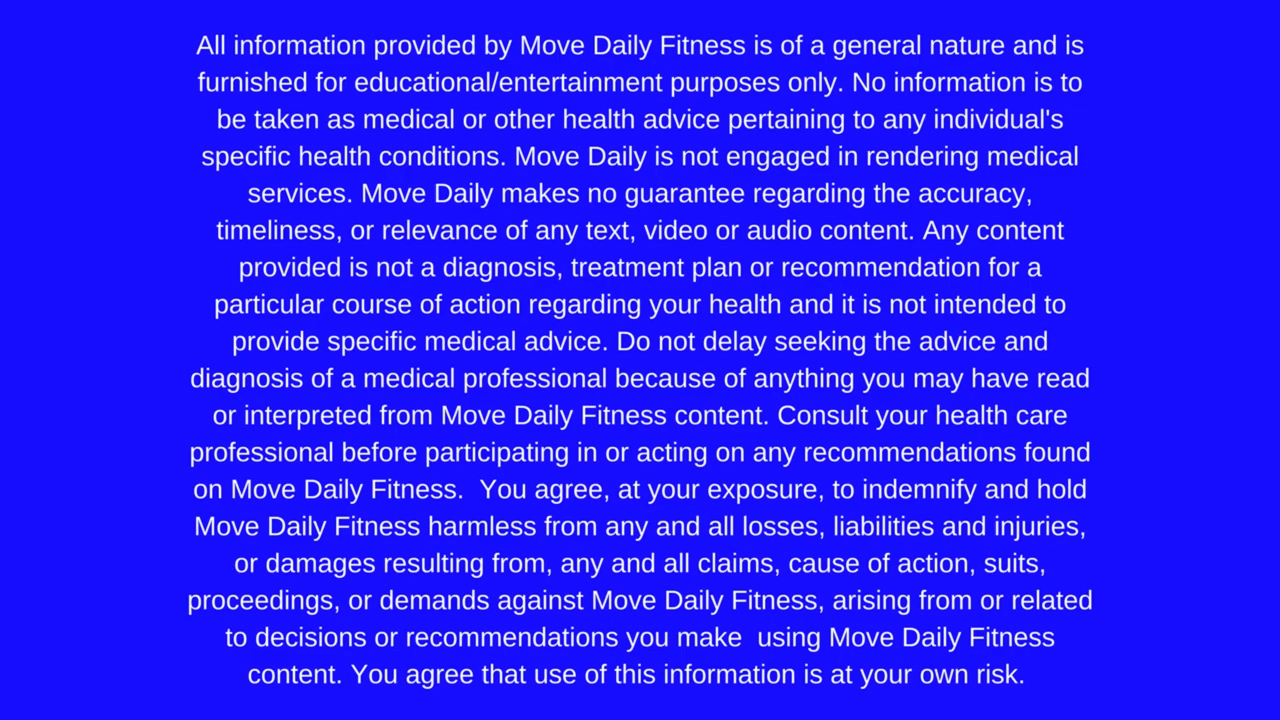 All information provided by Move Daily Fitness is of a general nature and is
furnished for educational/entertainment purposes only. No information is to
be taken as medical or other health advice pertaining to any individual's
specific health conditions. Move Daily is not engaged in rendering medical
services. Move Daily makes no guarantee regarding the accuracy,
timeliness, or relevance of any text, video or audio content. Any content
provided is not a diagnosis, treatment plan or recommendation for a
particular course of action regarding your health and it is not intended to
provide specific medical advice. Do not delay seeking the advice and
diagnosis of a medical professional because of anything you may have read
or interpreted from Move Daily Fitness content. Consult your health care
professional before participating in or acting on any recommendations found
on Move Daily Fitness.  You agree, at your exposure, to indemnify and hold
Move Daily Fitness harmless from any and all losses, liabilities and injuries,
or damages resulting from, any and all claims, cause of action, suits,
proceedings, or demands against Move Daily Fitness, arising from or related
to decisions or recommendations you make  using Move Daily Fitness
content. You agree that use of this information is at your own risk.